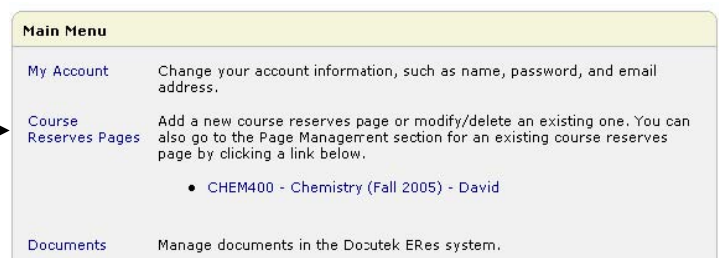 Main Menu
My Account
Change your account information, such as name, password, and email
address.
Course
Reserves Pages
Add a new course reserves page or modify/delete an existing one. You can
also go to the Page Management section for an existing course reserves
page by clicking a link below.
• CHEM400 - Chemistry (Fall 2005) - David
Documents
Manage documents in the Docutek ERes system.